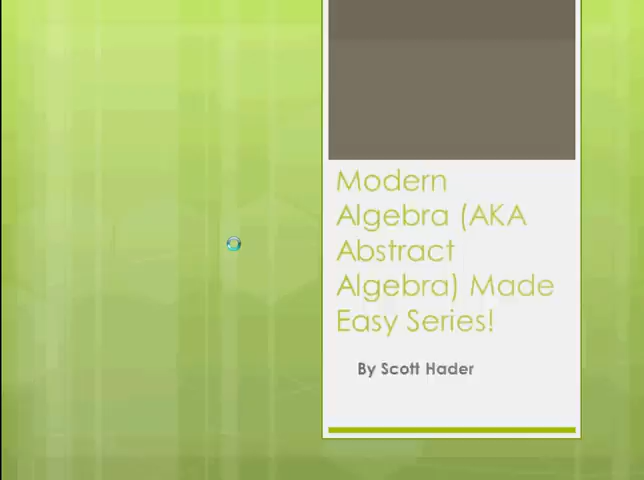 Modern
Algebra (AKA
Abstract
Algebra) Made
Easy Series!
By Scott Hader